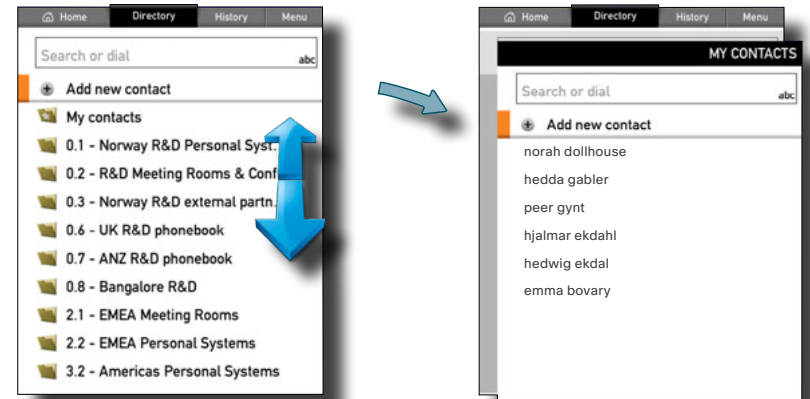 Home Directory History Menu
Search or dial abc
Add new contact
My contacts
0.1 - Norway R&D Personal Syst.
0.2 - R&D Meeting Rooms & Conf
0.3 - Norway R&D external partn.
0.6 - UK R&D phonebook
0.7 - ANZ R&D phonebook
0.8 - Bangalore R&D
2.1 - EMEA Meeting Rooms
2.2 - EMEA Personal Systems
3.2 - Americas Personal Systems
Home Directory History Menu
MY CONTACTS
Search or dial abc
Add new contact
norah dollhouse
hedda gabler
peer gynt
hjalmar ekdahl
hedwig ekdal
emma bovary